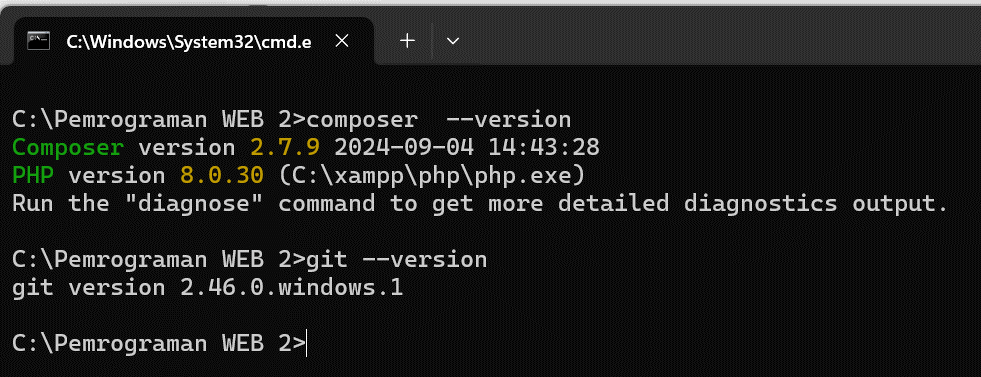 C:\Windows\System32\cmd.e
C:\Pemrograman WEB 2>composer  --version
Composer version 2.7.9 2024-09-04 14:43:28
PHP version 8.0.30 (C:\xampp\php\php.exe)
Run the "diagnose" command to get more detailed diagnostics output.
C:\Pemrograman WEB 2>git --version
git version 2.46.0.windows.1
C:\Pemrograman WEB 2>